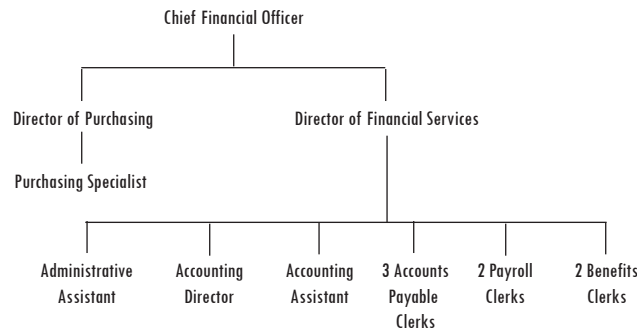 Chief Financial Officer
Director of Purchasing
Director of Financial Services
Purchasing Specialist
Administrative
Assistant
Accounting
Director
Accounting
Assistant
3 Accounts
Payable
Clerks
2 Payroll
Clerks
2 Benefits
Clerks